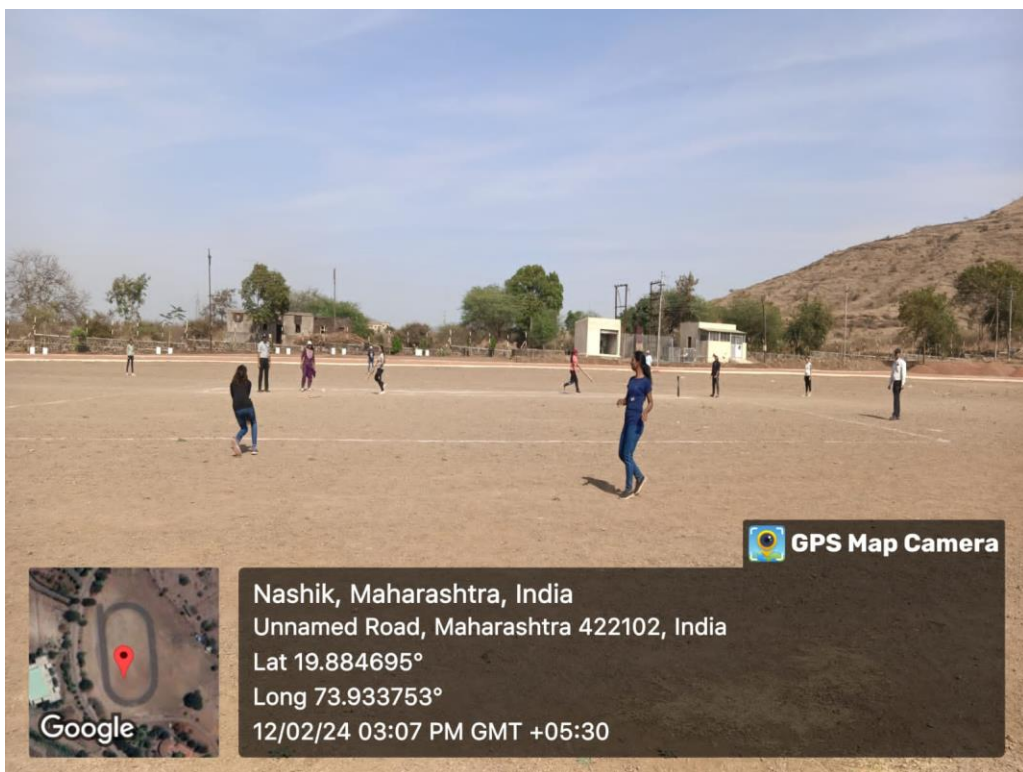 GPS Map Camera
Nashik, Maharashtra, India
Unnamed Road, Maharashtra 422102, India
Lat 19.884695°
Long 73.933753°
12/02/24 03:07 PM GMT +05:30
Google